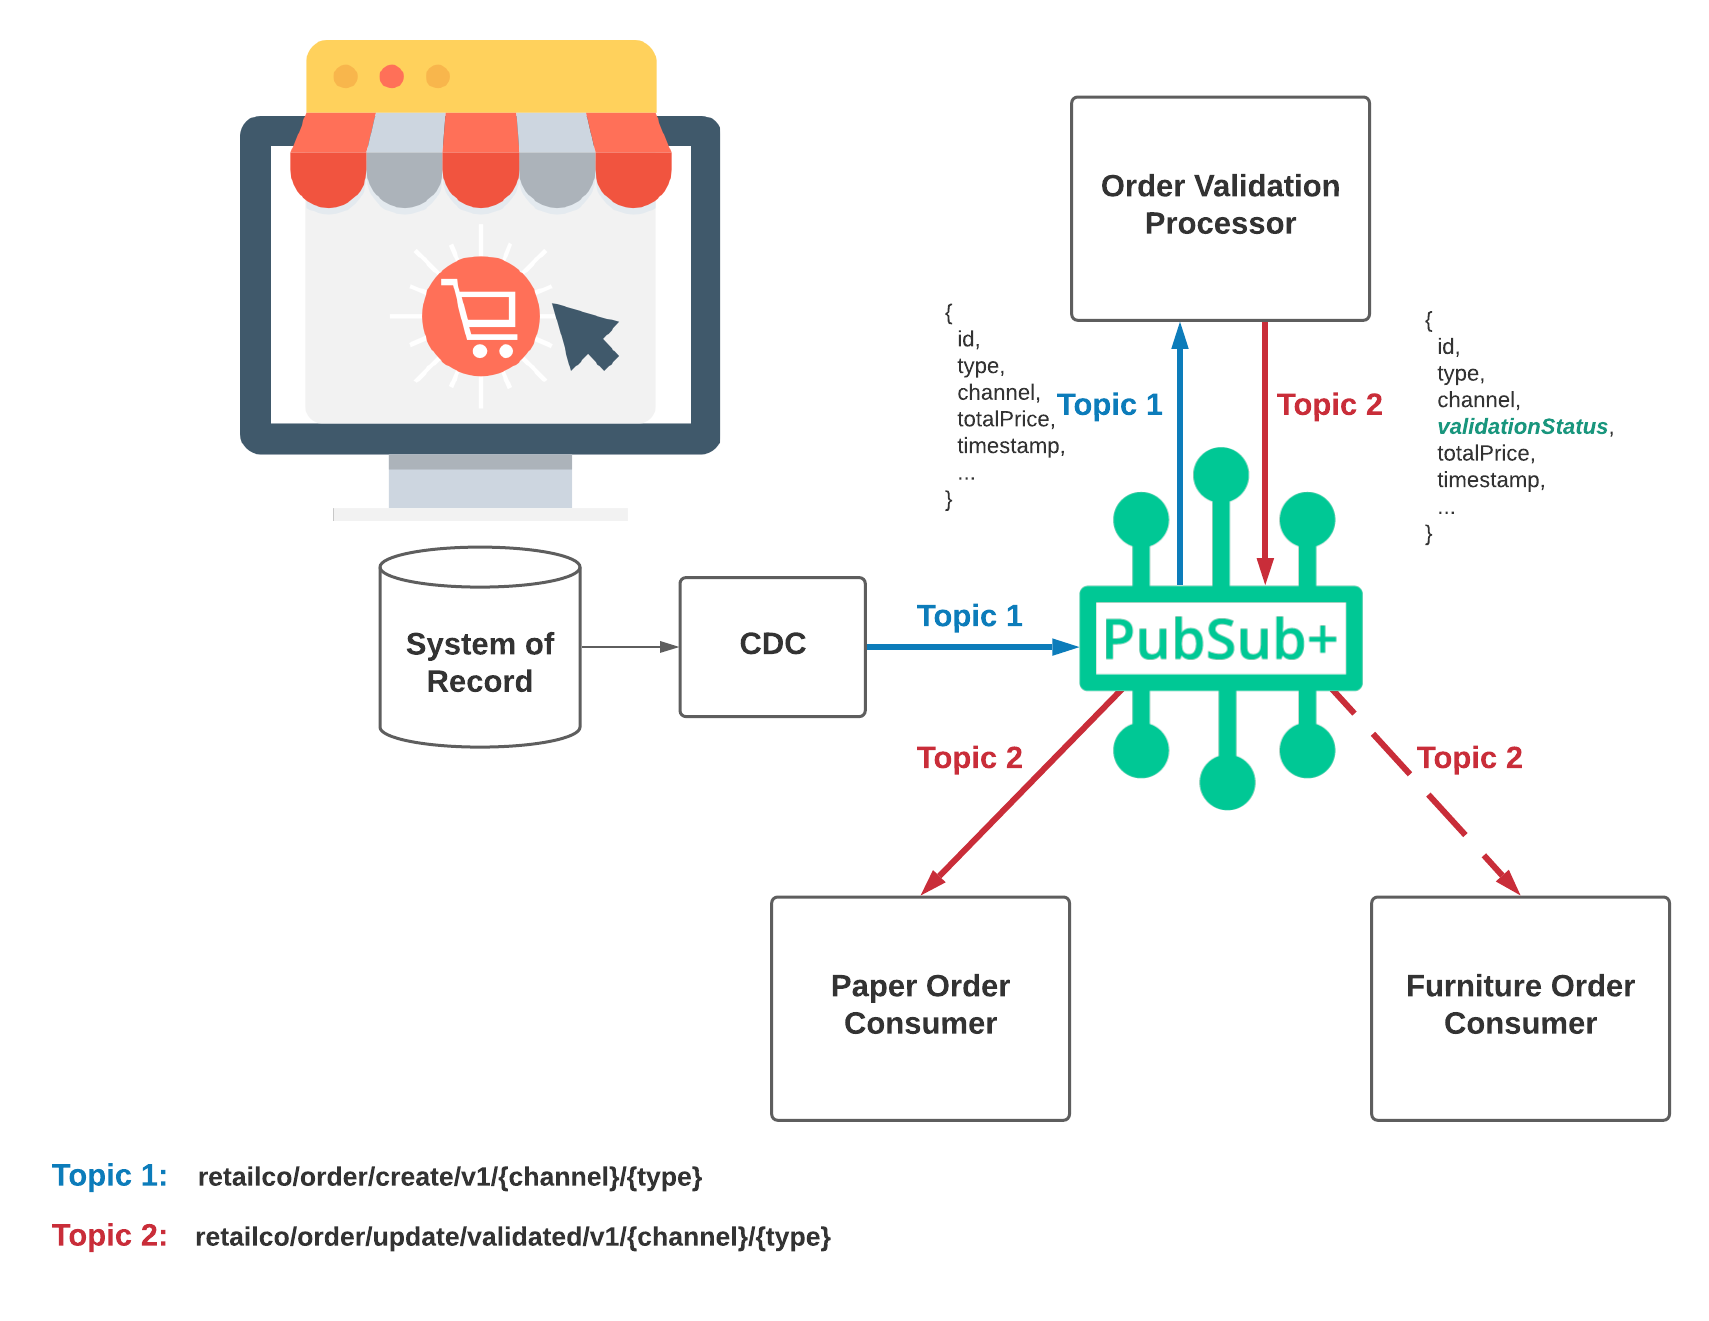 Order Validation
Processor
{
id,
type,
channel,
totalPrice,
timestamp,
...
}
Topic 1
Topic 2
{
id,
type,
channel,
validationStatus,
totalPrice,
timestamp,
...
}
System of
Record
CDC
Topic 1
PubSub+
Topic 2
Topic 2
Paper Order
Consumer
Furniture Order
Consumer
Topic 1: retailco/order/create/v1/{channel}/{type}
Topic 2: retailco/order/update/validated/v1/{channel}/{type}